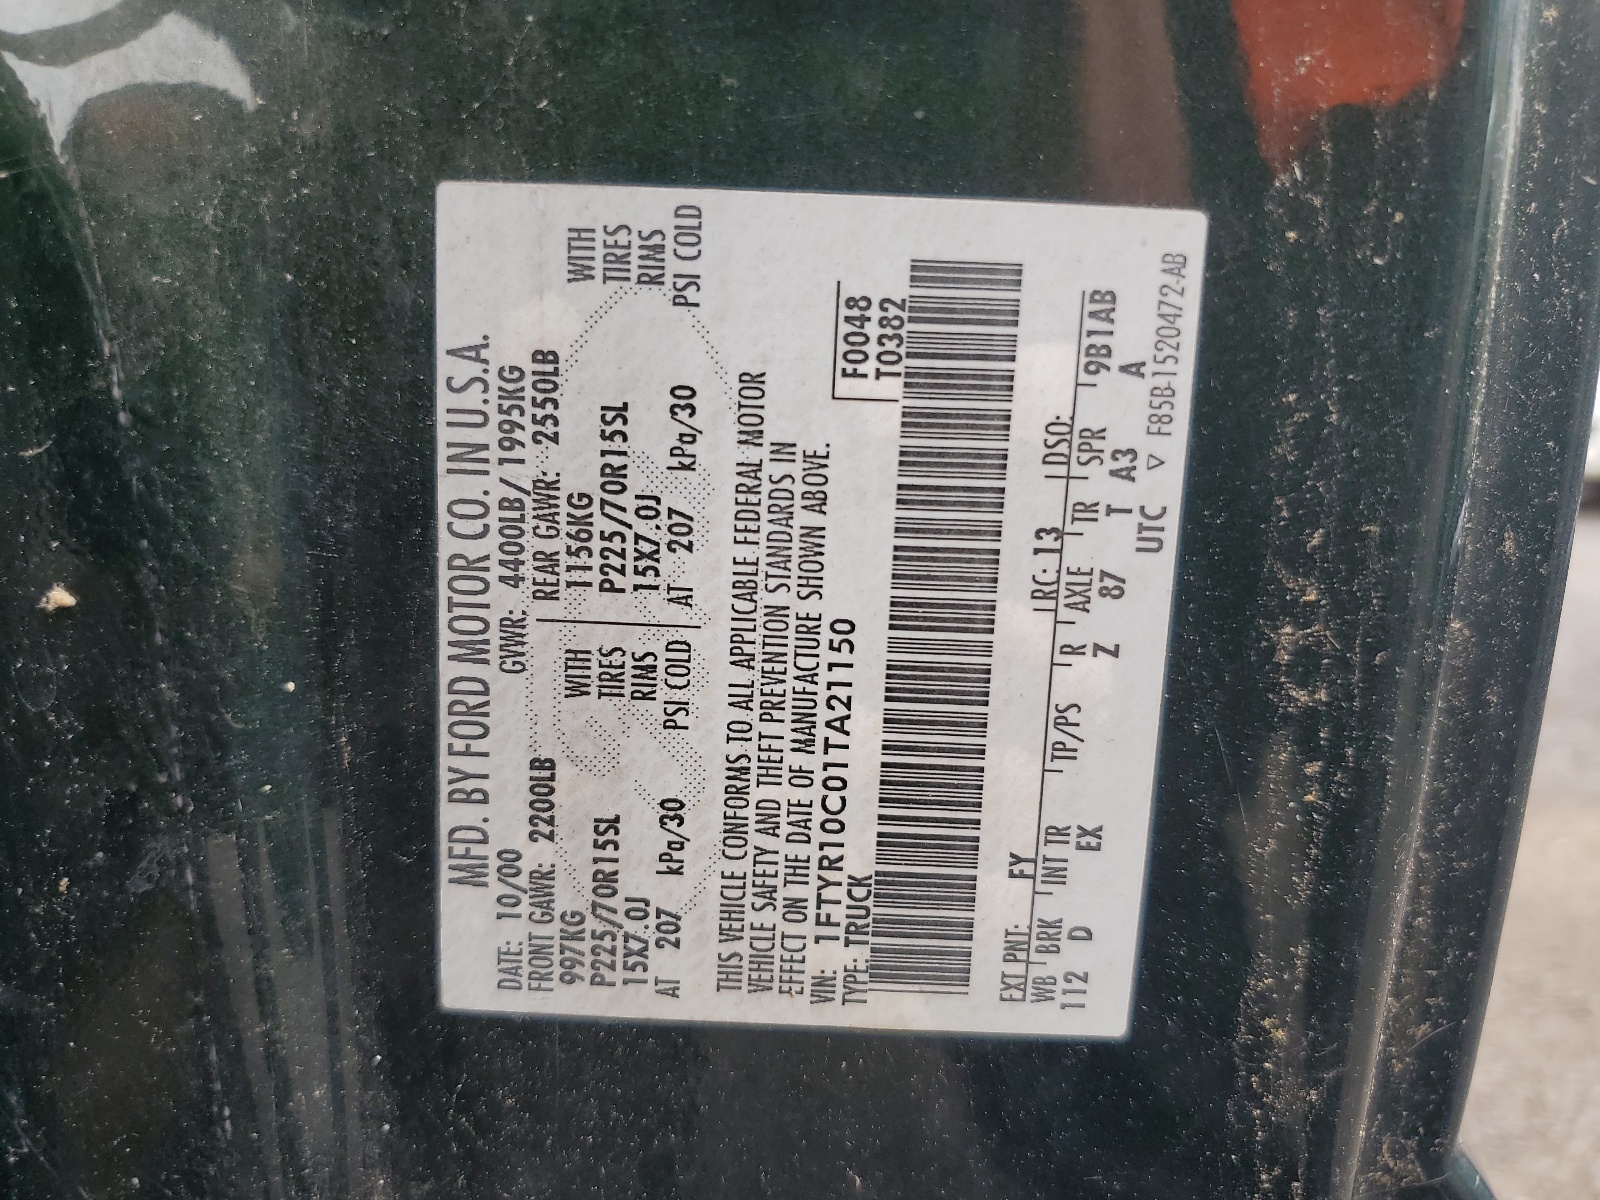 MFD. BY FORD MOTOR CO. IN U.S.A.
DATE: 10/00 GVWR: 4400LB/1995KG
FRONT GAWR: 2200LB REAR GAWR: 2550LB
997KG WITH 1156KG WITH
P225/70R15SL TIRES P225/70R15SL TIRES
15X7.0J RIMS 15X7.0J RIMS
AT 207 kPa/30 PSI COLD AT 207 kPa/30 PSI COLD
THIS VEHICLE CONFORMS TO ALL APPLICABLE FEDERAL MOTOR
VEHICLE SAFETY AND THEFT PREVENTION STANDARDS IN
EFFECT ON THE DATE OF MANUFACTURE SHOWN ABOVE.
VIN: 1FTYR10C01TA21150 F0048
TYPE: TRUCK T0382
EXT PNT: FY RC: 13 DSO:
WB BRK INT TR TP/PS R AXLE TR SPR 9B1AB
112 D EX Z 87 T A3 A
UTC ▽ F85B-1520472-AB